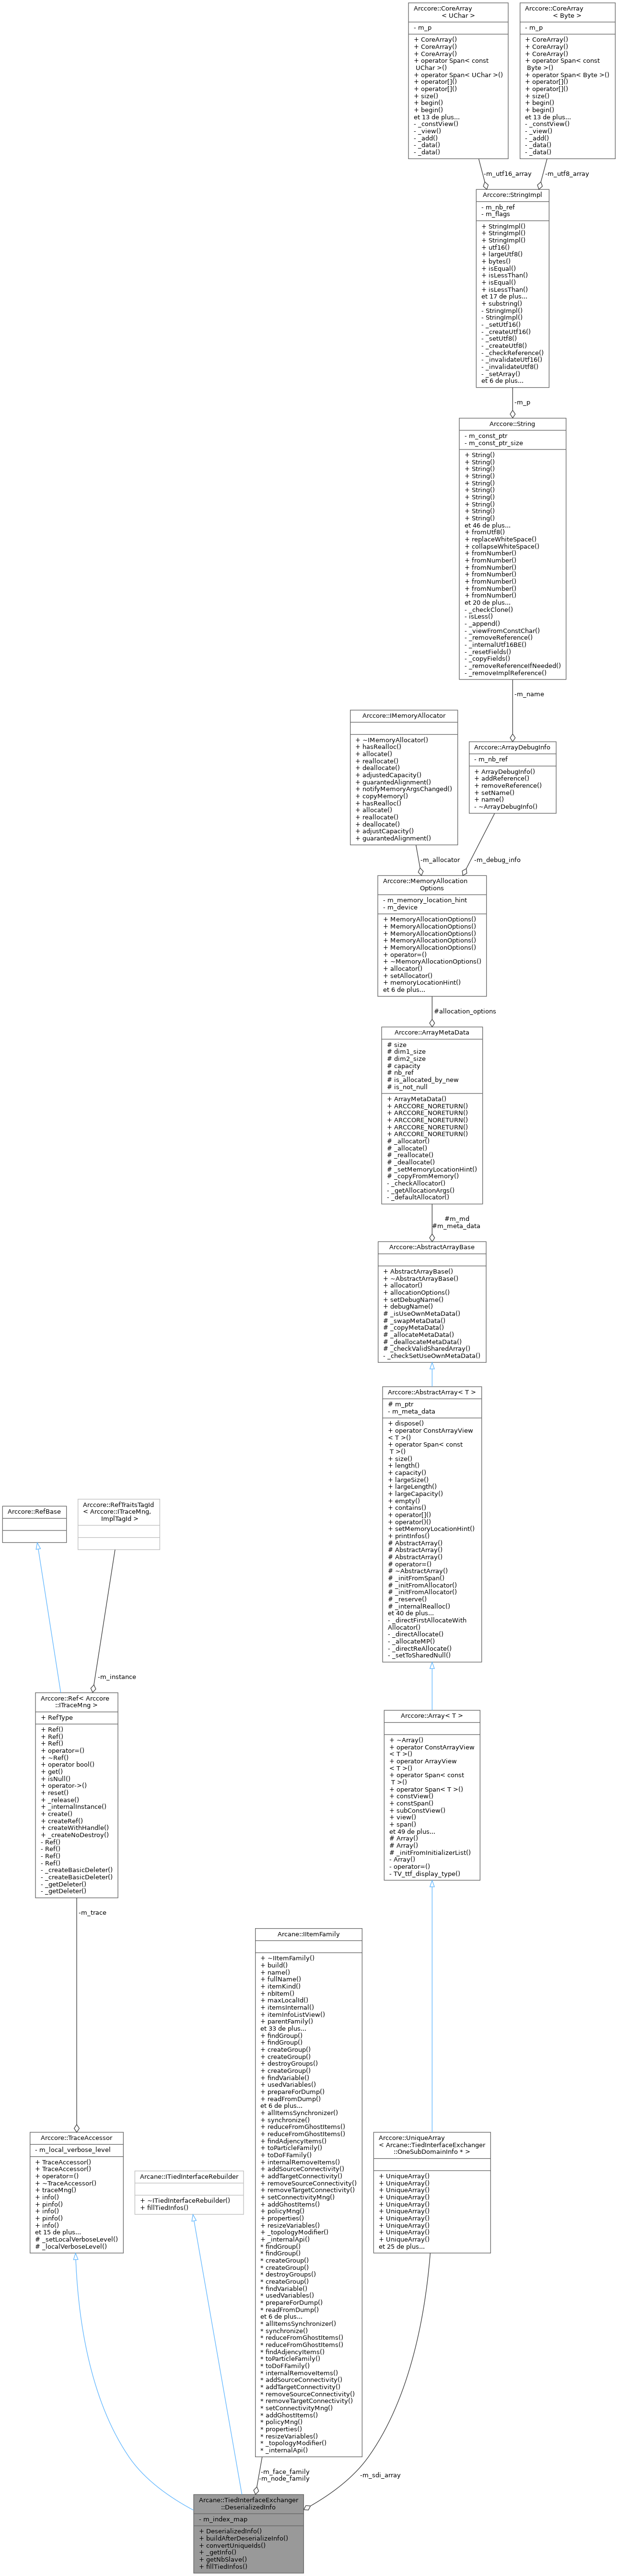 Arccore::CoreArray
< UChar >
- m_p
+ CoreArray()
+ CoreArray()
+ CoreArray()
+ operator Span< const
UChar >()
+ operator Span< UChar >()
+ operator[]()
+ operator[]()
+ size()
+ begin()
+ begin()
et 13 de plus...
- _constView()
- _view()
- _add()
- _data()
- _data()
Arccore::CoreArray
< Byte >
- m_p
+ CoreArray()
+ CoreArray()
+ CoreArray()
+ operator Span< const
Byte >()
+ operator Span< Byte >()
+ operator[]()
+ operator[]()
+ size()
+ begin()
+ begin()
et 13 de plus...
- _constView()
- _view()
- _add()
- _data()
- _data()
-m_utf16_array
-m_utf8_array
Arccore::StringImpl
- m_nb_ref
- m_flags
+ StringImpl()
+ StringImpl()
+ StringImpl()
+ utf16()
+ largeUtf8()
+ bytes()
+ isEqual()
+ isLessThan()
+ isEqual()
+ isLessThan()
et 17 de plus...
+ substring()
- StringImpl()
- StringImpl()
- _setUtf16()
- _createUtf16()
- _setUtf8()
- _createUtf8()
- _checkReference()
- _invalidateUtf16()
- _invalidateUtf8()
- _setArray()
et 6 de plus...
-m_p
Arccore::String
- m_const_ptr
- m_const_ptr_size
+ String()
+ String()
+ String()
+ String()
+ String()
+ String()
+ String()
+ String()
+ String()
+ String()
et 46 de plus...
+ fromUtf8()
+ replaceWhiteSpace()
+ collapseWhiteSpace()
+ fromNumber()
+ fromNumber()
+ fromNumber()
+ fromNumber()
+ fromNumber()
+ fromNumber()
+ fromNumber()
et 20 de plus...
- _checkClone()
- isLess()
- _append()
- _viewFromConstChar()
- _removeReference()
- _internalUtf16BE()
- _resetFields()
- _copyFields()
- _removeReferenceIfNeeded()
- _removeImplReference()
-m_name
Arccore::IMemoryAllocator
+ ~IMemoryAllocator()
+ hasRealloc()
+ allocate()
+ reallocate()
+ deallocate()
+ adjustedCapacity()
+ guarantedAlignment()
+ notifyMemoryArgsChanged()
+ copyMemory()
+ hasRealloc()
+ allocate()
+ reallocate()
+ deallocate()
+ adjustCapacity()
+ guarantedAlignment()
Arccore::ArrayDebugInfo
- m_nb_ref
+ ArrayDebugInfo()
+ addReference()
+ removeReference()
+ setName()
+ name()
- ~ArrayDebugInfo()
-m_allocator
-m_debug_info
Arccore::MemoryAllocation
Options
- m_memory_location_hint
- m_device
+ MemoryAllocationOptions()
+ MemoryAllocationOptions()
+ MemoryAllocationOptions()
+ MemoryAllocationOptions()
+ MemoryAllocationOptions()
+ operator=()
+ ~MemoryAllocationOptions()
+ allocator()
+ setAllocator()
+ memoryLocationHint()
et 6 de plus...
#allocation_options
Arccore::ArrayMetaData
# size
# dim1_size
# dim2_size
# capacity
# nb_ref
# is_allocated_by_new
# is_not_null
+ ArrayMetaData()
+ ARCCORE_NORETURN()
+ ARCCORE_NORETURN()
+ ARCCORE_NORETURN()
+ ARCCORE_NORETURN()
+ ARCCORE_NORETURN()
# _allocator()
# _allocate()
# _reallocate()
# _deallocate()
# _setMemoryLocationHint()
# _copyFromMemory()
- _checkAllocator()
- _getAllocationArgs()
- _defaultAllocator()
#m_md
#m_meta_data
Arccore::AbstractArrayBase
+ AbstractArrayBase()
+ ~AbstractArrayBase()
+ allocator()
+ allocationOptions()
+ setDebugName()
+ debugName()
# _isUseOwnMetaData()
# _swapMetaData()
# _copyMetaData()
# _allocateMetaData()
# _deallocateMetaData()
# _checkValidSharedArray()
- _checkSetUseOwnMetaData()
Arccore::AbstractArray< T >
# m_ptr
- m_meta_data
+ dispose()
+ operator ConstArrayView
< T >()
+ operator Span< const
T >()
+ size()
+ length()
+ capacity()
+ largeSize()
+ largeLength()
+ largeCapacity()
+ empty()
+ contains()
+ operator[]()
+ operator()()
+ setMemoryLocationHint()
+ printInfos()
# AbstractArray()
# AbstractArray()
# AbstractArray()
# operator=()
# ~AbstractArray()
# _initFromSpan()
# _initFromAllocator()
# _initFromAllocator()
# _reserve()
# _internalRealloc()
et 40 de plus...
- _directFirstAllocateWith
Allocator()
- _directAllocate()
- _allocateMP()
- _directReAllocate()
- _setToSharedNull()
Arccore::RefBase
Arccore::RefTraitsTagId
< Arccore::ITraceMng,
ImplTagId >
-m_instance
Arccore::Ref< Arccore
::ITraceMng >
+ RefType
+ Ref()
+ Ref()
+ Ref()
+ operator=()
+ ~Ref()
+ operator bool()
+ get()
+ isNull()
+ operator->()
+ reset()
+ _release()
+ _internalInstance()
+ create()
+ createRef()
+ createWithHandle()
+ _createNoDestroy()
- Ref()
- Ref()
- Ref()
- Ref()
- _createBasicDeleter()
- _createBasicDeleter()
- _getDeleter()
- _getDeleter()
Arccore::Array< T >
+ ~Array()
+ operator ConstArrayView
< T >()
+ operator ArrayView
< T >()
+ operator Span< const
T >()
+ operator Span< T >()
+ constView()
+ constSpan()
+ subConstView()
+ view()
+ span()
et 49 de plus...
# Array()
# Array()
# _initFromInitializerList()
- Array()
- operator=()
- TV_ttf_display_type()
-m_trace
Arcane::IItemFamily
+ ~IItemFamily()
+ build()
+ name()
+ fullName()
+ itemKind()
+ nbItem()
+ maxLocalId()
+ itemsInternal()
+ itemInfoListView()
+ parentFamily()
et 33 de plus...
+ findGroup()
+ findGroup()
+ createGroup()
+ createGroup()
+ destroyGroups()
+ createGroup()
+ findVariable()
+ usedVariables()
+ prepareForDump()
+ readFromDump()
et 6 de plus...
+ allItemsSynchronizer()
+ synchronize()
+ reduceFromGhostItems()
+ reduceFromGhostItems()
+ findAdjencyItems()
+ toParticleFamily()
+ toDoFFamily()
+ internalRemoveItems()
+ addSourceConnectivity()
+ addTargetConnectivity()
+ removeSourceConnectivity()
+ removeTargetConnectivity()
+ setConnectivityMng()
+ addGhostItems()
+ policyMng()
+ properties()
+ resizeVariables()
+ _topologyModifier()
+ _internalApi()
* findGroup()
* findGroup()
* createGroup()
* createGroup()
* destroyGroups()
* createGroup()
* findVariable()
* usedVariables()
* prepareForDump()
* readFromDump()
et 6 de plus...
* allItemsSynchronizer()
* synchronize()
* reduceFromGhostItems()
* reduceFromGhostItems()
* findAdjencyItems()
* toParticleFamily()
* toDoFFamily()
* internalRemoveItems()
* addSourceConnectivity()
* addTargetConnectivity()
* removeSourceConnectivity()
* removeTargetConnectivity()
* setConnectivityMng()
* addGhostItems()
* policyMng()
* properties()
* resizeVariables()
* _topologyModifier()
* _internalApi()
Arccore::TraceAccessor
- m_local_verbose_level
+ TraceAccessor()
+ TraceAccessor()
+ operator=()
+ ~TraceAccessor()
+ traceMng()
+ info()
+ pinfo()
+ info()
+ pinfo()
+ info()
et 15 de plus...
# _setLocalVerboseLevel()
# _localVerboseLevel()
Arcane::ITiedInterfaceRebuilder
+ ~ITiedInterfaceRebuilder()
+ fillTiedInfos()
Arccore::UniqueArray
< Arcane::TiedInterfaceExchanger
::OneSubDomainInfo * >
+ UniqueArray()
+ UniqueArray()
+ UniqueArray()
+ UniqueArray()
+ UniqueArray()
+ UniqueArray()
+ UniqueArray()
+ UniqueArray()
+ UniqueArray()
+ UniqueArray()
et 25 de plus...
-m_face_family
-m_node_family
-m_sdi_array
Arcane::TiedInterfaceExchanger
::DeserializedInfo
- m_index_map
+ DeserializedInfo()
+ buildAfterDeserializeInfo()
+ convertUniqueIds()
+ _getInfo()
+ getNbSlave()
+ fillTiedInfos()